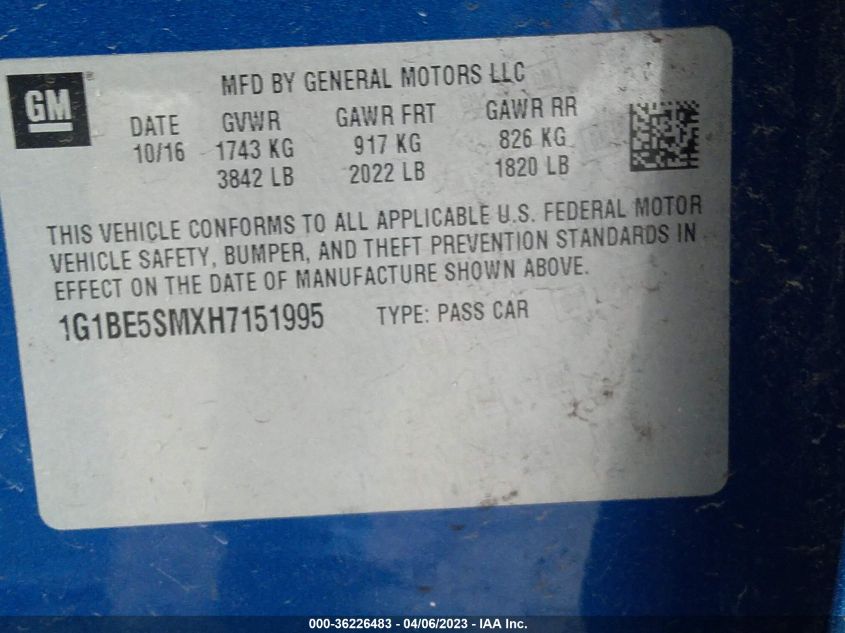 GM
MFD BY GENERAL MOTORS LLC
DATE GVWR GAWR FRT GAWR RR
10/16 1743 KG 917 KG 826 KG
3842 LB 2022 LB 1820 LB
THIS VEHICLE CONFORMS TO ALL APPLICABLE U.S. FEDERAL MOTOR
VEHICLE SAFETY, BUMPER, AND THEFT PREVENTION STANDARDS IN
EFFECT ON THE DATE OF MANUFACTURE SHOWN ABOVE.
1G1BE5SMXH7151995 TYPE: PASS CAR
000-36226483 - 04/06/2023 - IAA Inc.